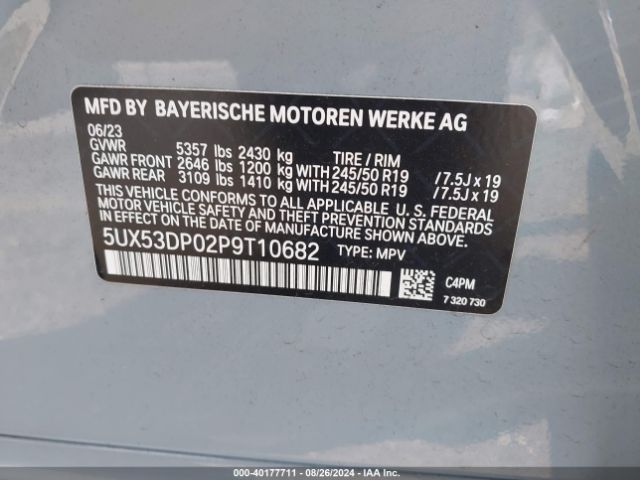 MFD BY BAYERISCHE MOTOREN WERKE AG
06/23
GVWR 5357 lbs 2430 kg TIRE / RIM
GAWR FRONT 2646 lbs 1200 kg WITH 245/50 R19 /7.5J x 19
GAWR REAR 3109 lbs 1410 kg WITH 245/50 R19 /7.5J x 19
THIS VEHICLE CONFORMS TO ALL APPLICABLE U.S. FEDERAL
MOTOR VEHICLE SAFETY AND THEFT PREVENTION STANDARDS
IN EFFECT ON THE DATE OF MANUFACTURE SHOWN ABOVE.
5UX53DP02P9T10682 TYPE: MPV
C4PM
7 320 730
000-40177711 - 08/26/2024 - IAA Inc.